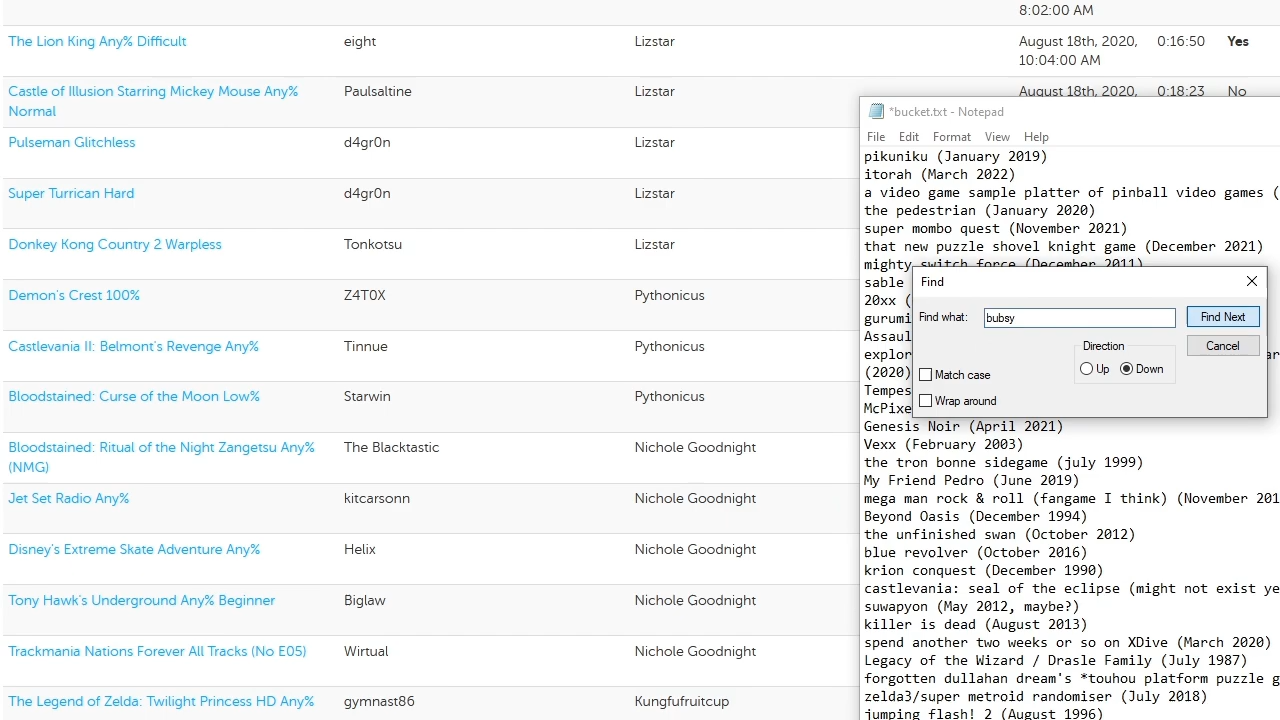 8:02:00 AM
The Lion King Any% Difficult eight Lizstar August 18th, 2020, 0:16:50 Yes
10:04:00 AM
Castle of Illusion Starring Mickey Mouse Any% Paulsaltine Lizstar August 18th, 2020, 0:18:23 No
Normal
Pulseman Glitchless d4gr0n Lizstar
Super Turrican Hard d4gr0n Lizstar
Donkey Kong Country 2 Warpless Tonkotsu Lizstar
Demon's Crest 100% Z4T0X Pythonicus
Castlevania II: Belmont's Revenge Any% Tinnue Pythonicus
Bloodstained: Curse of the Moon Low% Starwin Pythonicus
Bloodstained: Ritual of the Night Zangetsu Any% The Blacktastic Nichole Goodnight
(NMG)
Jet Set Radio Any% kitcarsonn Nichole Goodnight
Disney's Extreme Skate Adventure Any% Helix Nichole Goodnight
Tony Hawk's Underground Any% Beginner Biglaw Nichole Goodnight
Trackmania Nations Forever All Tracks (No E05) Wirtual Nichole Goodnight
The Legend of Zelda: Twilight Princess HD Any% gymnast86 Kungfufruitcup
*bucket.txt - Notepad
File Edit Format View Help
pikuniku (January 2019)
itorah (March 2022)
a video game sample platter of pinball video games (
the pedestrian (January 2020)
super mombo quest (November 2021)
that new puzzle shovel knight game (December 2021)
mighty switch force (December 2011)
sable
20xx (
gurumi
Assaul
explor
(2020)
Tempes
McPixe
Genesis Noir (April 2021)
Vexx (February 2003)
the tron bonne sidegame (july 1999)
My Friend Pedro (June 2019)
mega man rock & roll (fangame I think) (November 201
Beyond Oasis (December 1994)
the unfinished swan (October 2012)
blue revolver (October 2016)
krion conquest (December 1990)
castlevania: seal of the eclipse (might not exist ye
suwapyon (May 2012, maybe?)
killer is dead (August 2013)
spend another two weeks or so on XDive (March 2020)
Legacy of the Wizard / Drasle Family (July 1987)
forgotten dullahan dream's *touhou platform puzzle g
zelda3/super metroid randomiser (July 2018)
jumping flash! 2 (August 1996)
Find
Find what: bubsy Find Next
Direction Cancel
Up Down
Match case
Wrap around